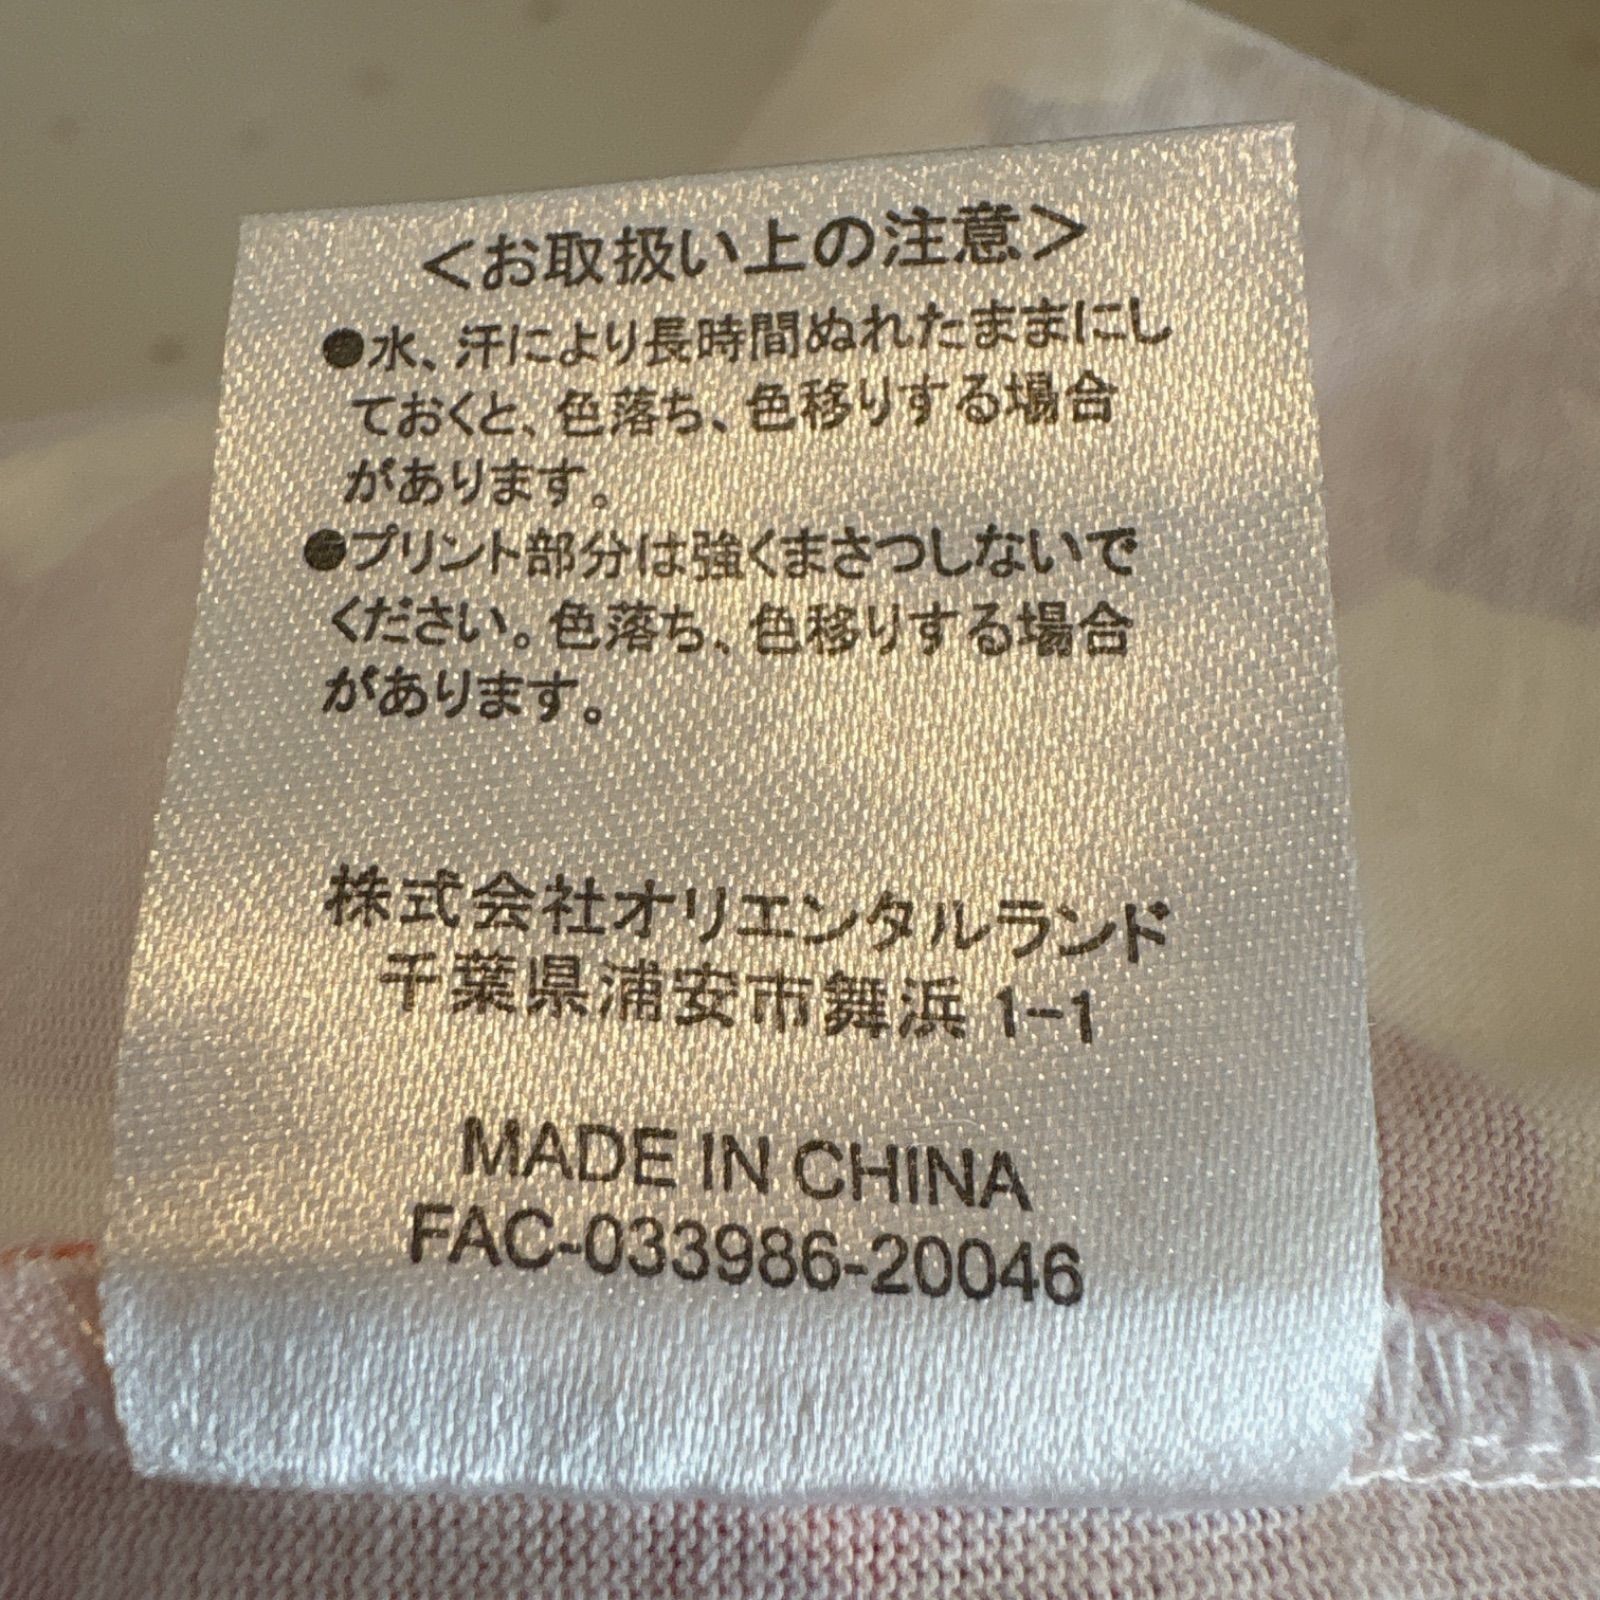 ＜お取扱い上の注意＞
●水、汗により長時間ぬれたままにし
ておくと、色落ち、色移りする場合
があります。
●プリント部分は強くまさつしないで
ください。色落ち、色移りする場合
があります。
株式会社オリエンタルランド
千葉県浦安市舞浜 1-1
MADE IN CHINA
FAC-033986-20046